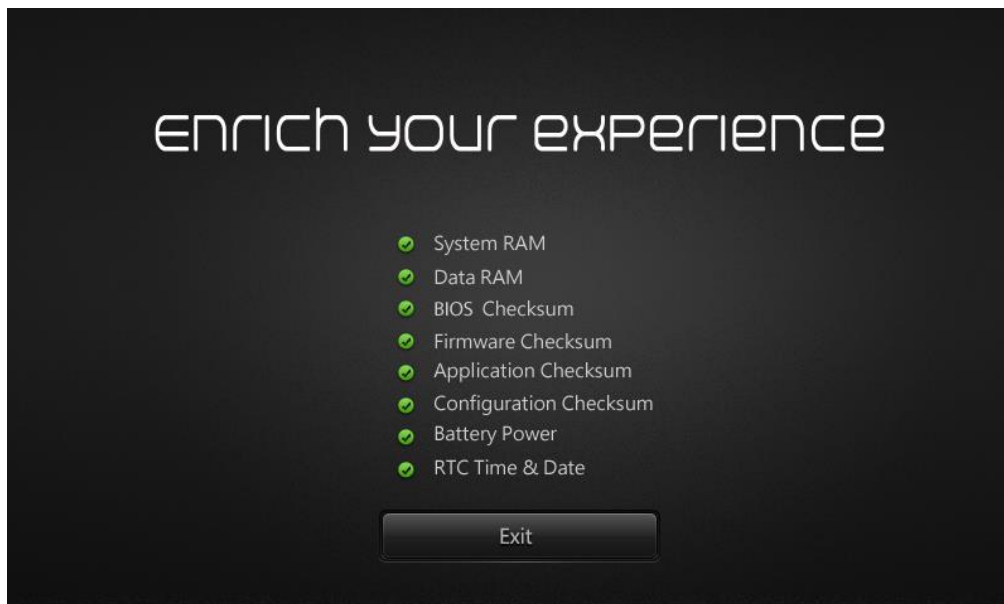 enrich your experience
System RAM
Data RAM
BIOS Checksum
Firmware Checksum
Application Checksum
Configuration Checksum
Battery Power
RTC Time & Date
Exit